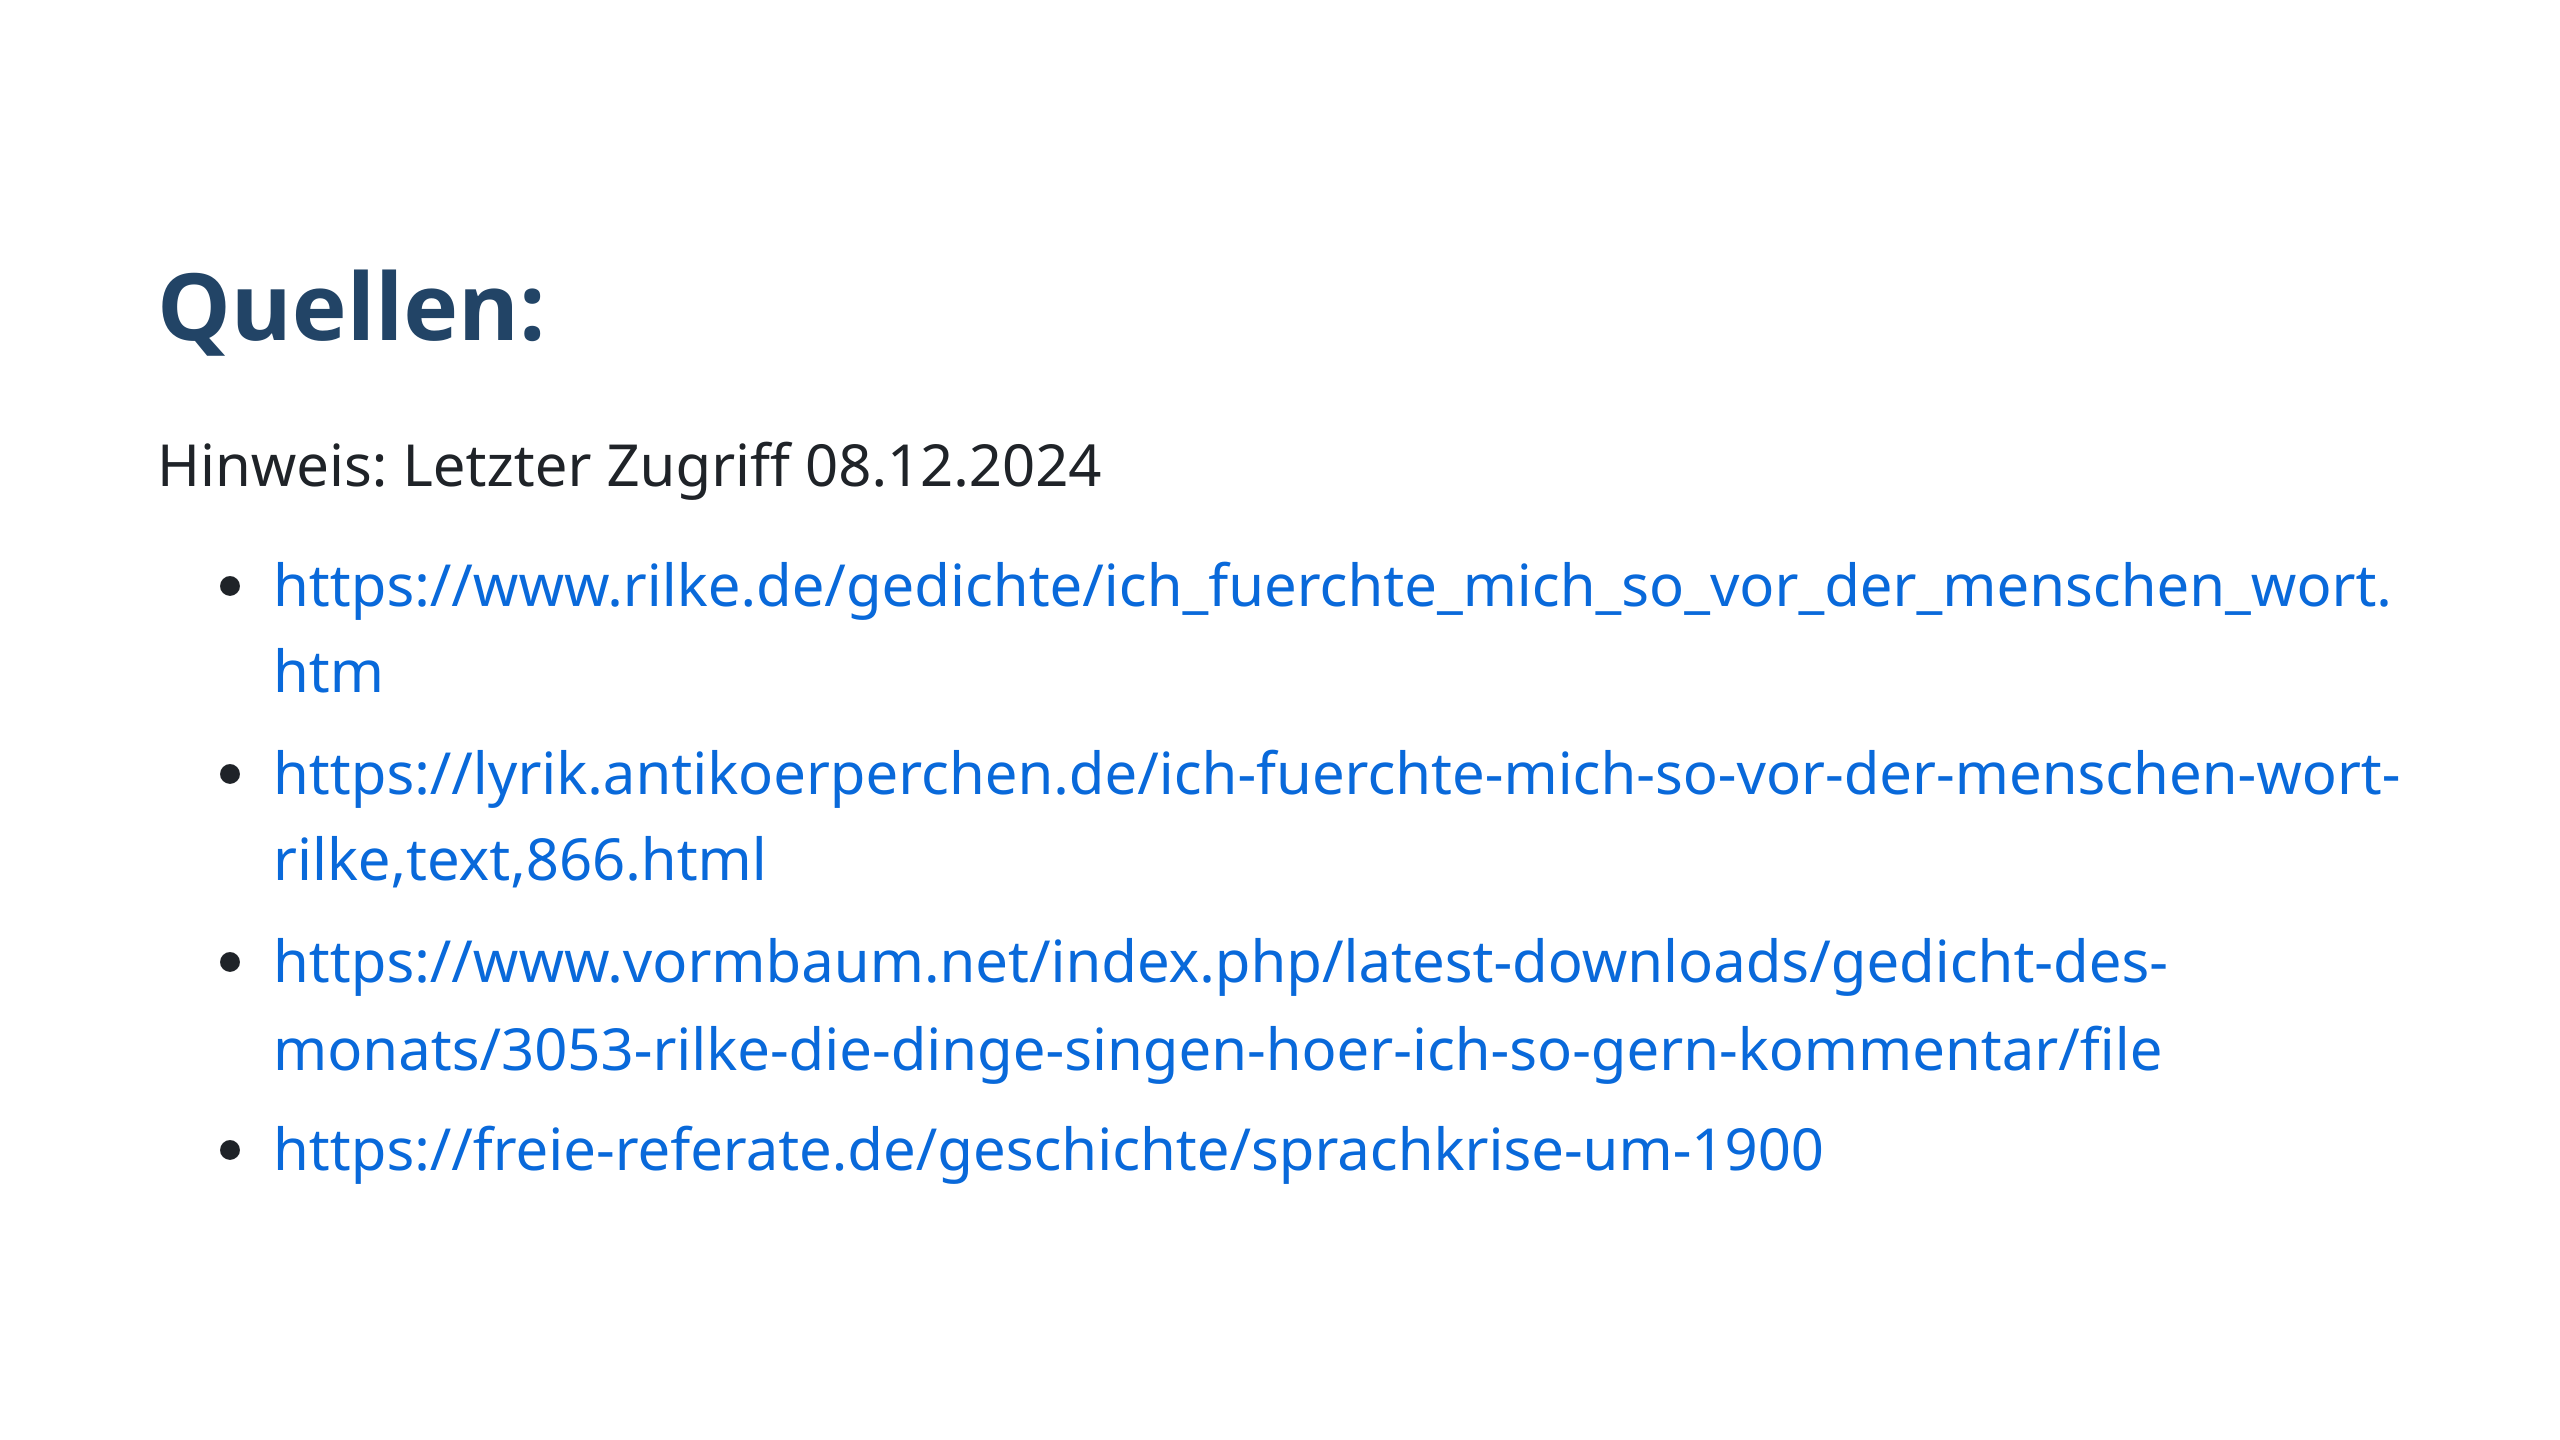 Quellen:
Hinweis: Letzter Zugriff 08.12.2024
• https://www.rilke.de/gedichte/ich_fuerchte_mich_so_vor_der_menschen_wort.
htm
• https://lyrik.antikoerperchen.de/ich-fuerchte-mich-so-vor-der-menschen-wort-
rilke,text,866.html
• https://www.vormbaum.net/index.php/latest-downloads/gedicht-des-
monats/3053-rilke-die-dinge-singen-hoer-ich-so-gern-kommentar/file
• https://freie-referate.de/geschichte/sprachkrise-um-1900